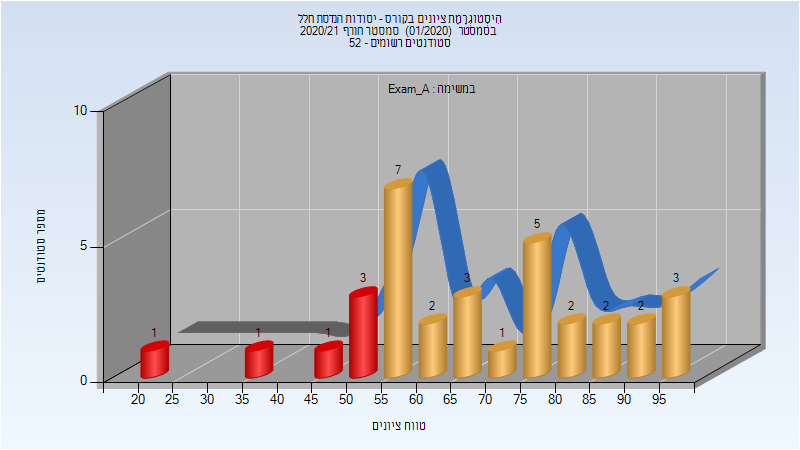 היסטוגרמת ציונים בקורס - יסודות הנדסת חלל
בסמסטר (01/2020) סמסטר חורף 2020/21
סטודנטים רשומים - 52
במשימה : Exam_A
מספר סטודנטים
10
5
0
1
1
1
3
7
2
3
1
5
2
2
2
3
20 25 30 35 40 45 50 55 60 65 70 75 80 85 90 95
טווח ציונים